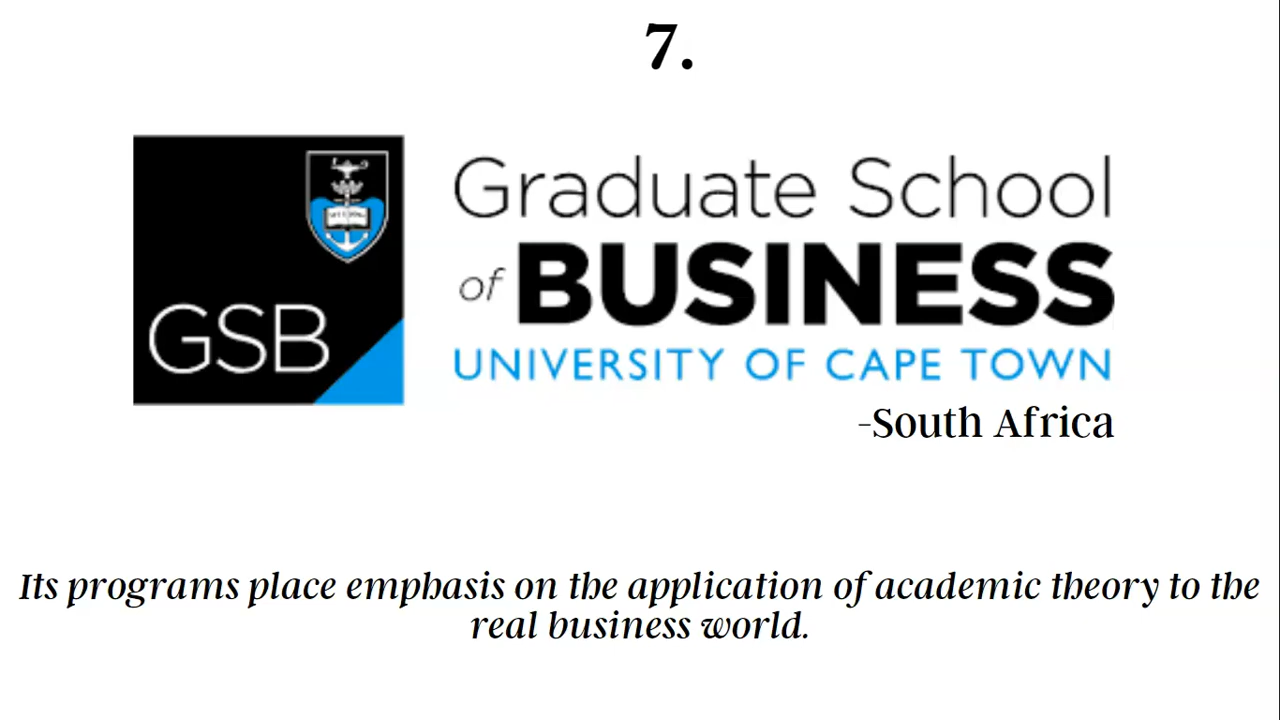 7.
GSB
Graduate School
of BUSINESS
UNIVERSITY OF CAPE TOWN
-South Africa
Its programs place emphasis on the application of academic theory to the
real business world.